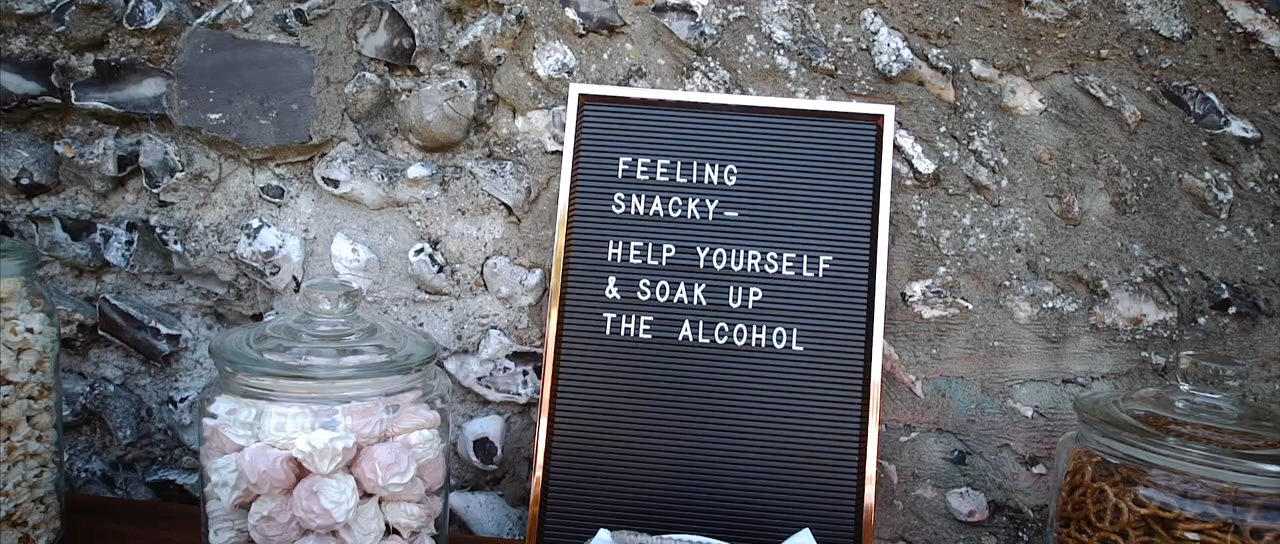 FEELING
SNACKY–
HELP YOURSELF
& SOAK UP
THE ALCOHOL